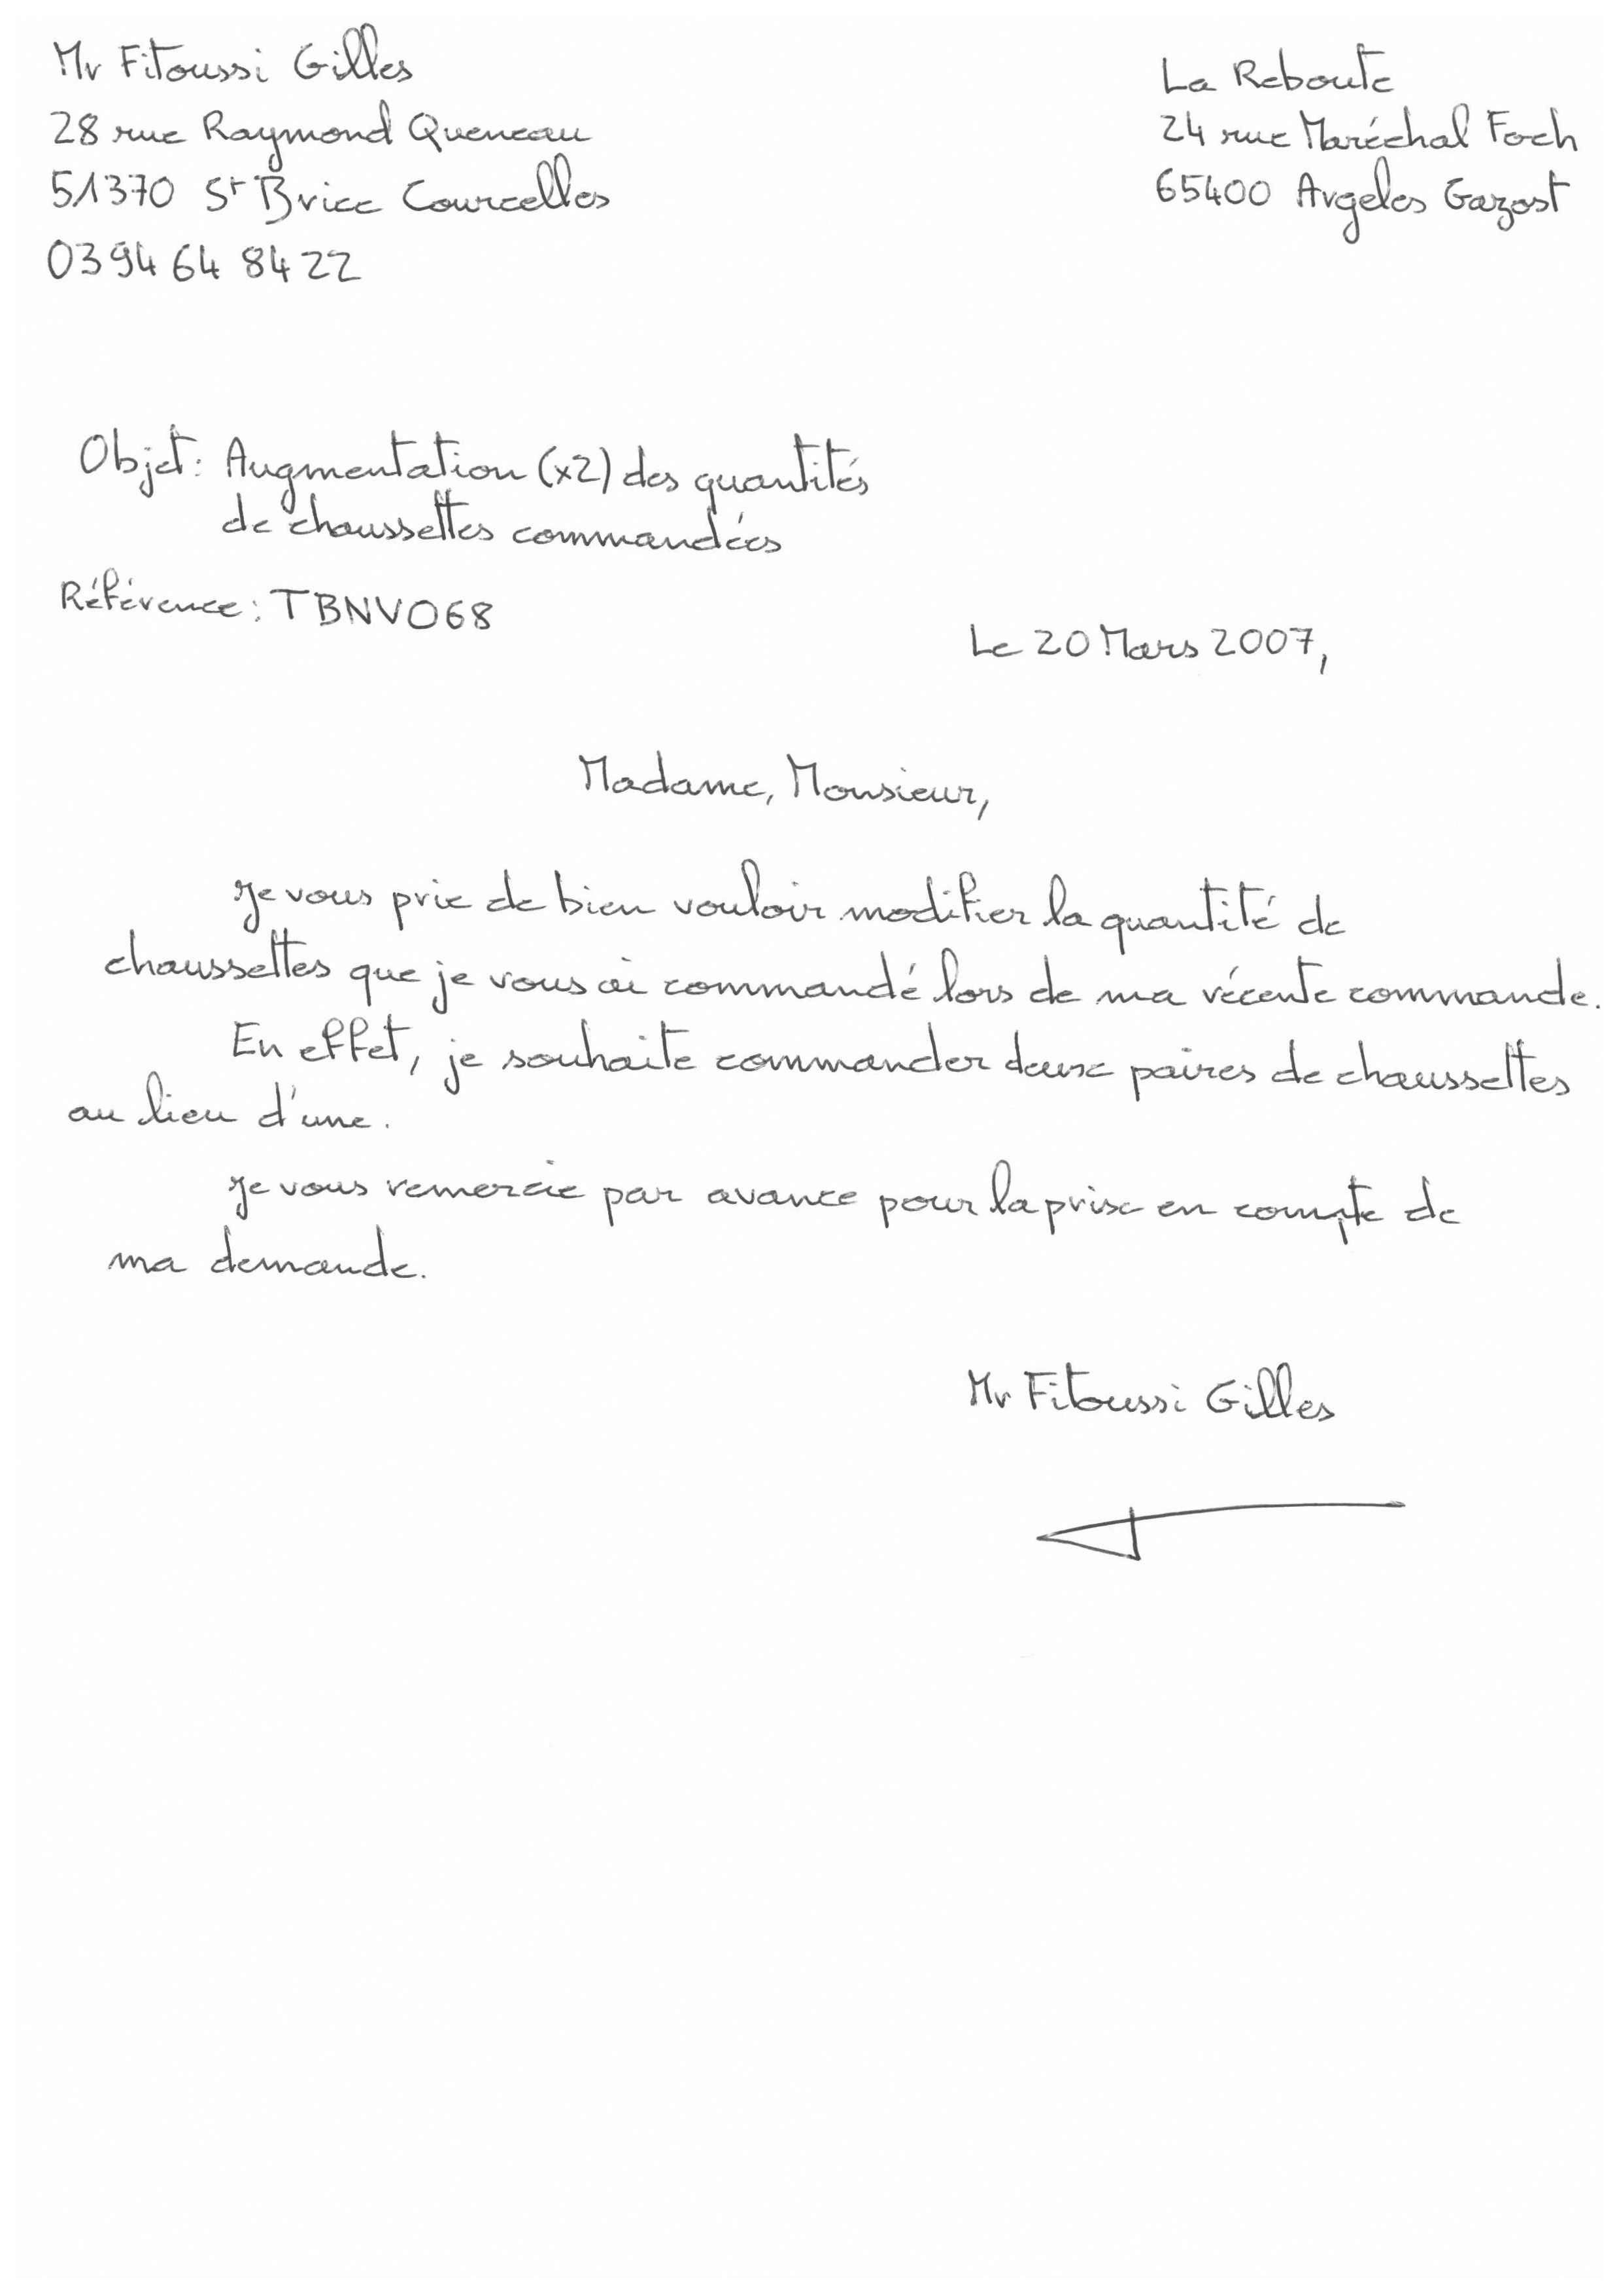 Mr Fitoussi Gilles
28 rue Raymond Queneau
51370 St Brice Courcelles
03 94 64 84 22
La Reboute
24 rue Maréchal Foch
65400 Argeles Gazost
Objet : Augmentation (x2) des quantités
de chaussettes commandées
Référence : TBNVO68
Le 20 Mars 2007,
Madame, Monsieur,
Je vous prie de bien vouloir modifier la quantité de
chaussettes que je vous ai commandé lors de ma récente commande.
En effet, je souhaite commander deux paires de chaussettes
au lieu d'une.
Je vous remercie par avance pour la prise en compte de
ma demande.
Mr Fitoussi Gilles